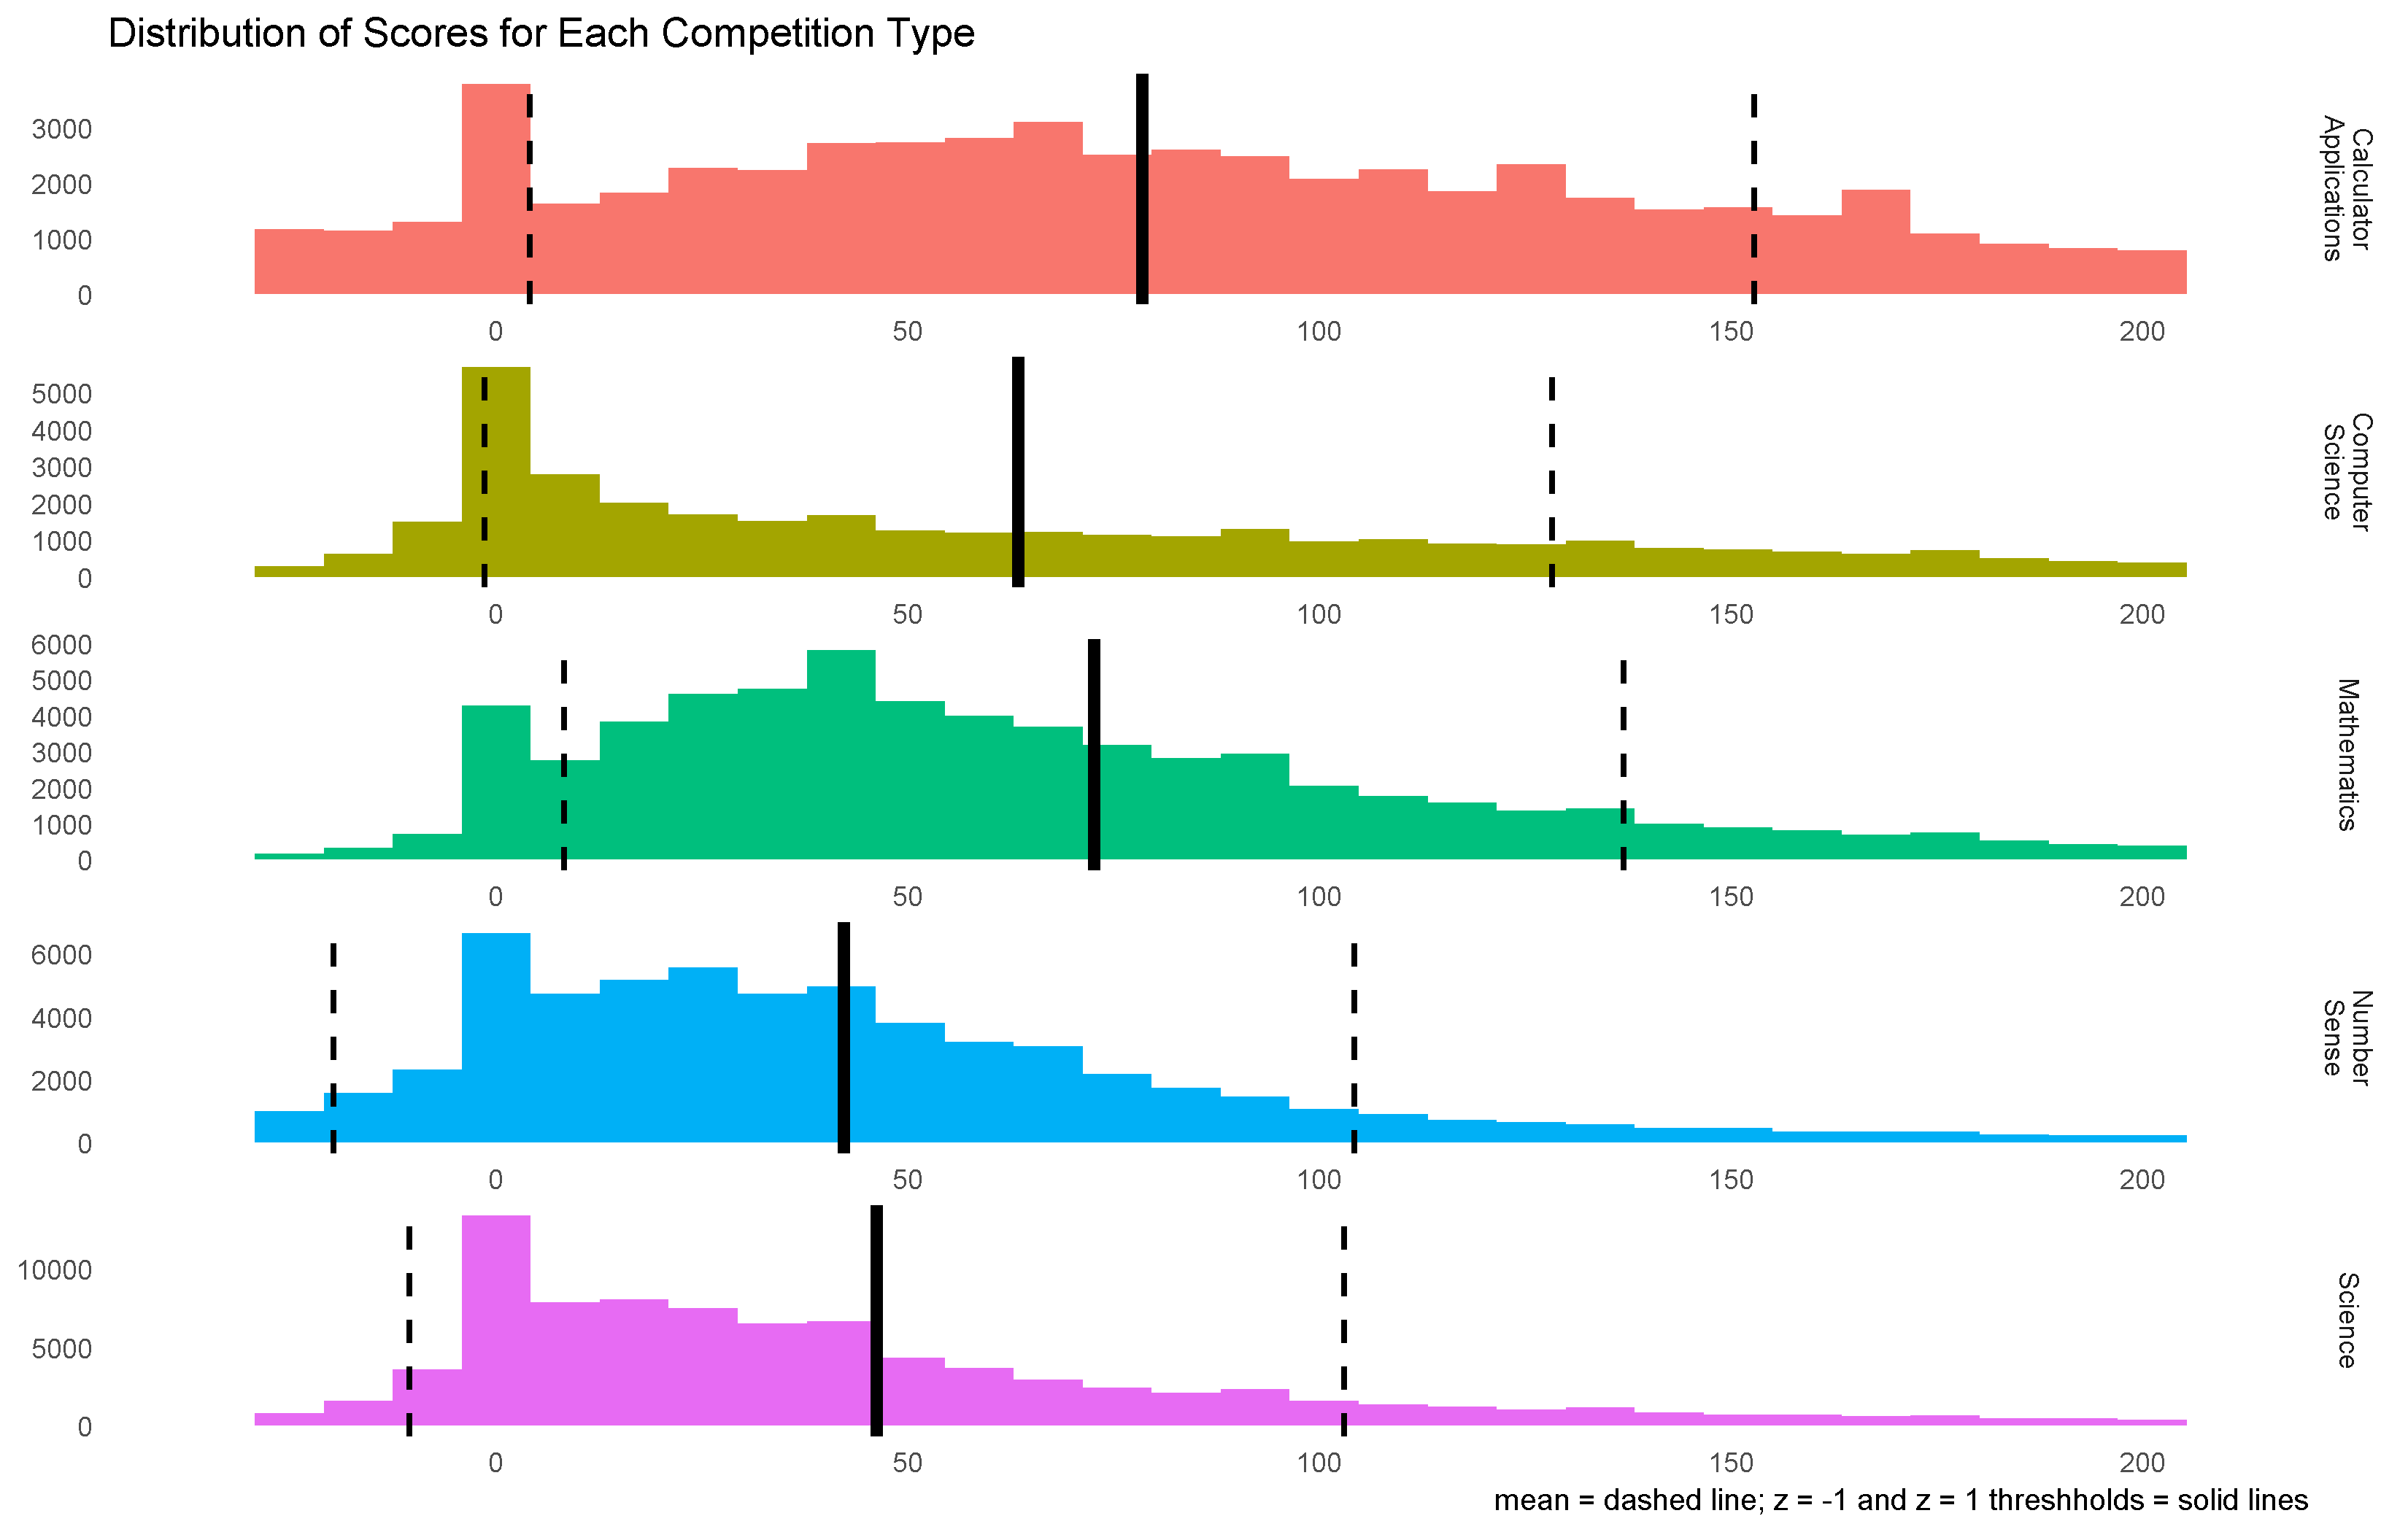 Distribution of Scores for Each Competition Type
3000
2000
1000
0
Calculator
Applications
0 50 100 150 200
5000
4000
3000
2000
1000
0
Computer
Science
0 50 100 150 200
6000
5000
4000
3000
2000
1000
0
Mathematics
0 50 100 150 200
6000
4000
2000
0
Number
Sense
0 50 100 150 200
10000
5000
0
Science
0 50 100 150 200
mean = dashed line; z = -1 and z = 1 threshholds = solid lines